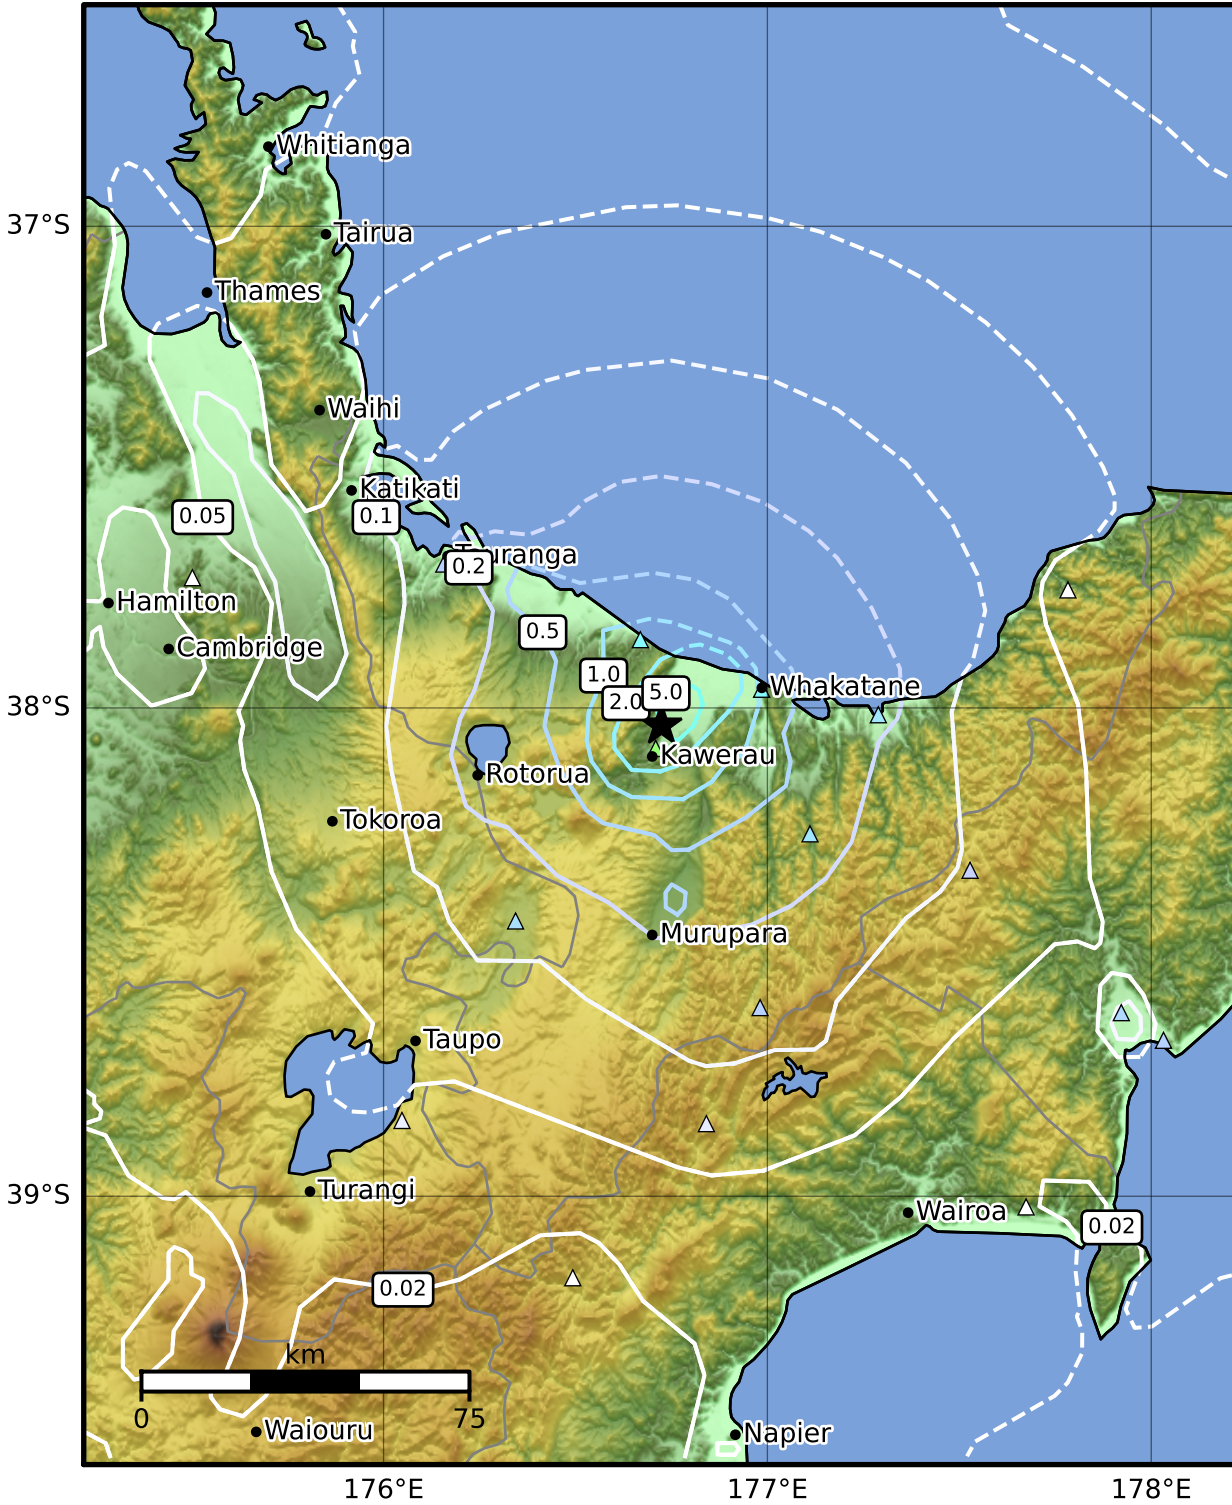 Whitianga
37°S
Tairua
Thames
Waihi
Katikati
0.05
0.1
Tauranga
0.2
Hamilton
0.5
Cambridge
1.0
Whakatane
5.0
2.0
38°S
Kawerau
Rotorua
Tokoroa
Murupara
Taupo
Turangi
39°S
Wairoa
0.02
0.02
km
0
75
Waiouru
Napier
176°E
177°E
178°E